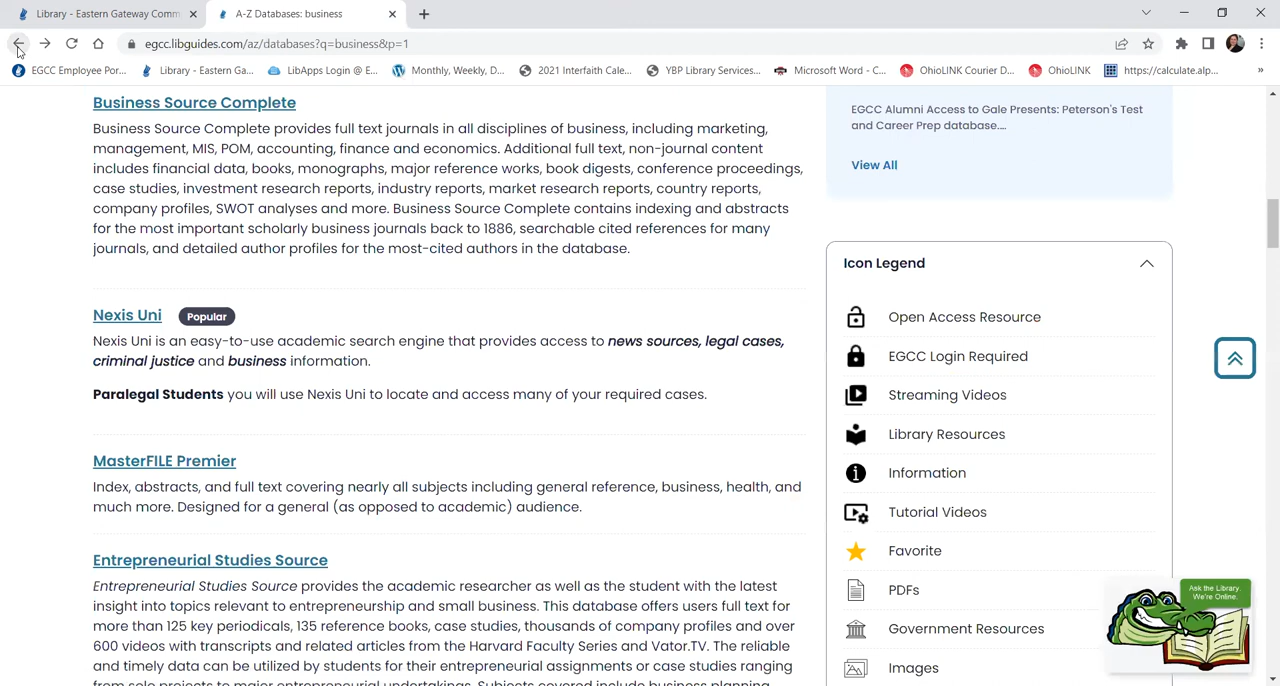 Library - Eastern Gateway Comm
A-Z Databases: business
egcc.libguides.com/az/databases?q=business&p=1
EGCC Employee Por...
Library - Eastern Ga...
LibApps Login @ E...
Monthly, Weekly, D...
2021 Interfaith Cale...
YBP Library Services...
Microsoft Word - C...
OhioLINK Courier D...
OhioLINK
https://calculate.alp...
Business Source Complete
Business Source Complete provides full text journals in all disciplines of business, including marketing,
management, MIS, POM, accounting, finance and economics. Additional full text, non-journal content
includes financial data, books, monographs, major reference works, book digests, conference proceedings,
case studies, investment research reports, industry reports, market research reports, country reports,
company profiles, SWOT analyses and more. Business Source Complete contains indexing and abstracts
for the most important scholarly business journals back to 1886, searchable cited references for many
journals, and detailed author profiles for the most-cited authors in the database.
Nexis Uni Popular
Nexis Uni is an easy-to-use academic search engine that provides access to news sources, legal cases,
criminal justice and business information.
Paralegal Students you will use Nexis Uni to locate and access many of your required cases.
MasterFILE Premier
Index, abstracts, and full text covering nearly all subjects including general reference, business, health, and
much more. Designed for a general (as opposed to academic) audience.
Entrepreneurial Studies Source
Entrepreneurial Studies Source provides the academic researcher as well as the student with the latest
insight into topics relevant to entrepreneurship and small business. This database offers users full text for
more than 125 key periodicals, 135 reference books, case studies, thousands of company profiles and over
600 videos with transcripts and related articles from the Harvard Faculty Series and Vator.TV. The reliable
and timely data can be utilized by students for their entrepreneurial assignments or case studies ranging
from sole projects to major entrepreneurial undertakings. Subjects covered include business planning,
EGCC Alumni Access to Gale Presents: Peterson's Test
and Career Prep database....
View All
Icon Legend
Open Access Resource
EGCC Login Required
Streaming Videos
Library Resources
Information
Tutorial Videos
Favorite
PDFs
Government Resources
Images
Ask the Library.
We're Online.